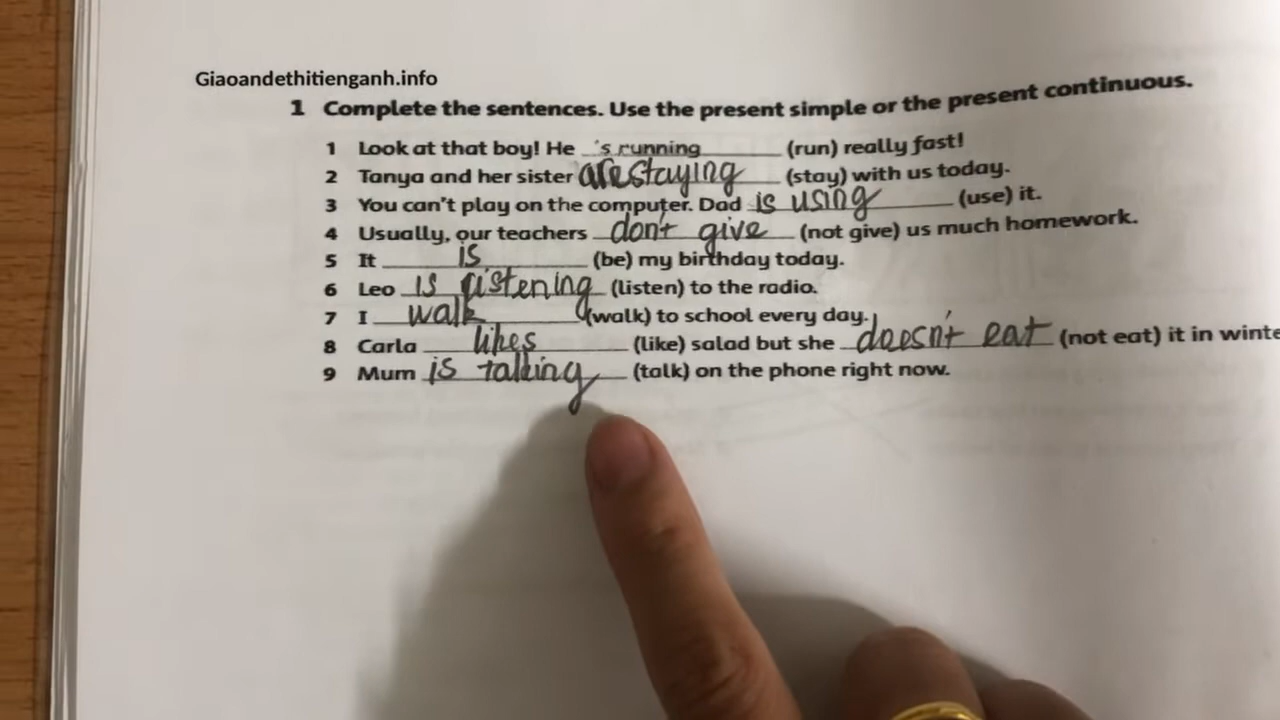 Giaoandethitienganh.info
1 Complete the sentences. Use the present simple or the present continuous.
1 Look at that boy! He 's running (run) really fast!
2 Tanya and her sister are staying (stay) with us today.
3 You can't play on the computer. Dad is using (use) it.
4 Usually, our teachers don't give (not give) us much homework.
5 It is (be) my birthday today.
6 Leo is listening (listen) to the radio.
7 I walk (walk) to school every day.
8 Carla likes (like) salad but she doesn't eat (not eat) it in winte
9 Mum is talking (talk) on the phone right now.